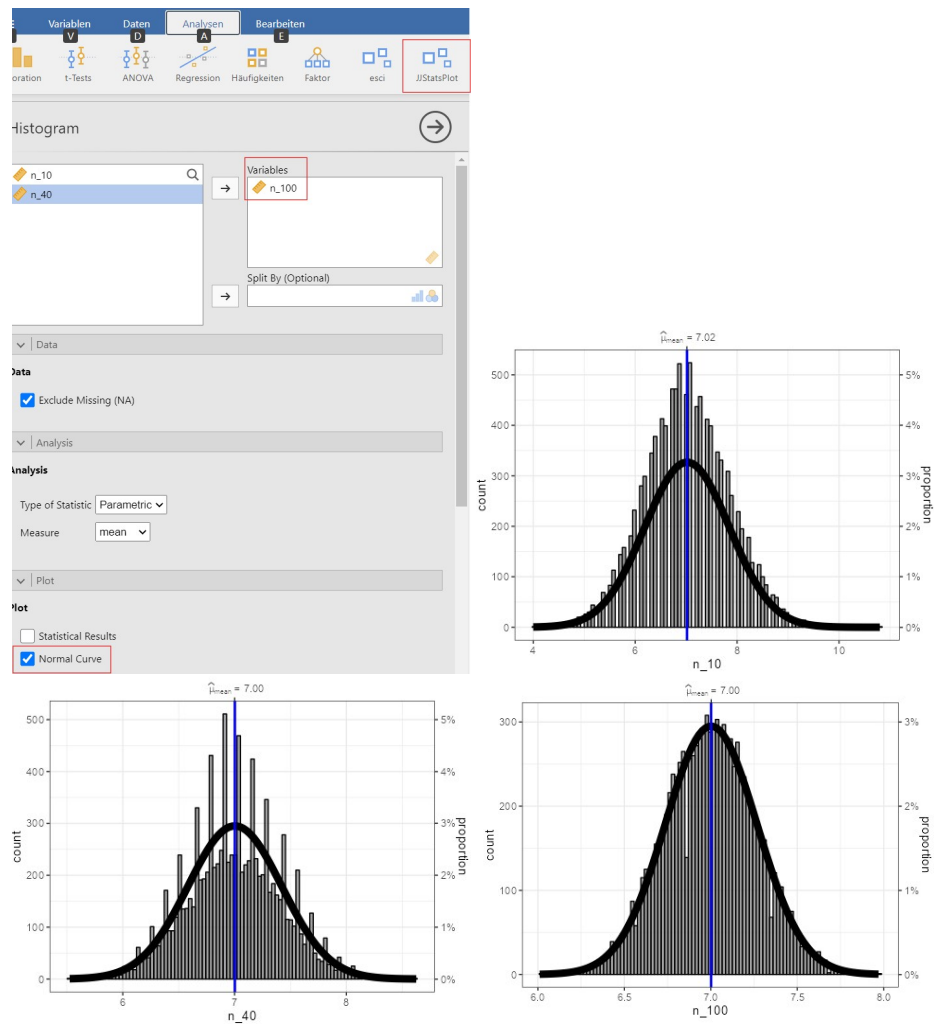 E Variablen Daten Analysen Bearbeiten
V D A E
oration t-Tests ANOVA Regression Häufigkeiten Faktor esci JJStatsPlot
Histogram
n_10
n_40
Variables
n_100
Split By (Optional)
Data
Data
Exclude Missing (NA)
Analysis
Analysis
Type of Statistic Parametric
Measure mean
Plot
Plot
Statistical Results
Normal Curve
μ̂mean = 7.02
500
400
300
200
100
0
count
5%
4%
3%
2%
1%
0%
proportion
4 6 8 10
n_10
μ̂mean = 7.00
500
400
300
200
100
0
count
5%
4%
3%
2%
1%
0%
proportion
6 7 8
n_40
μ̂mean = 7.00
300
200
100
0
count
3%
2%
1%
0%
proportion
6.0 6.5 7.0 7.5 8.0
n_100